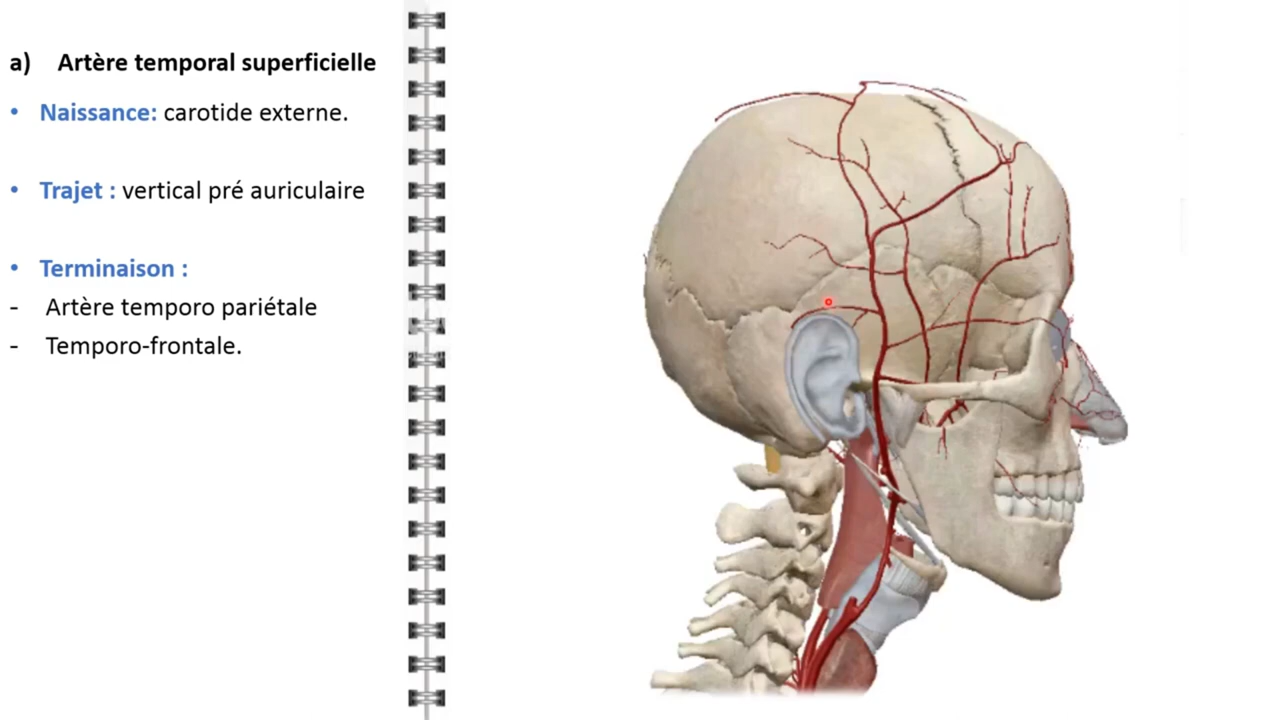 a) Artère temporal superficielle
• Naissance: carotide externe.
• Trajet : vertical pré auriculaire
• Terminaison :
- Artère temporo pariétale
- Temporo-frontale.